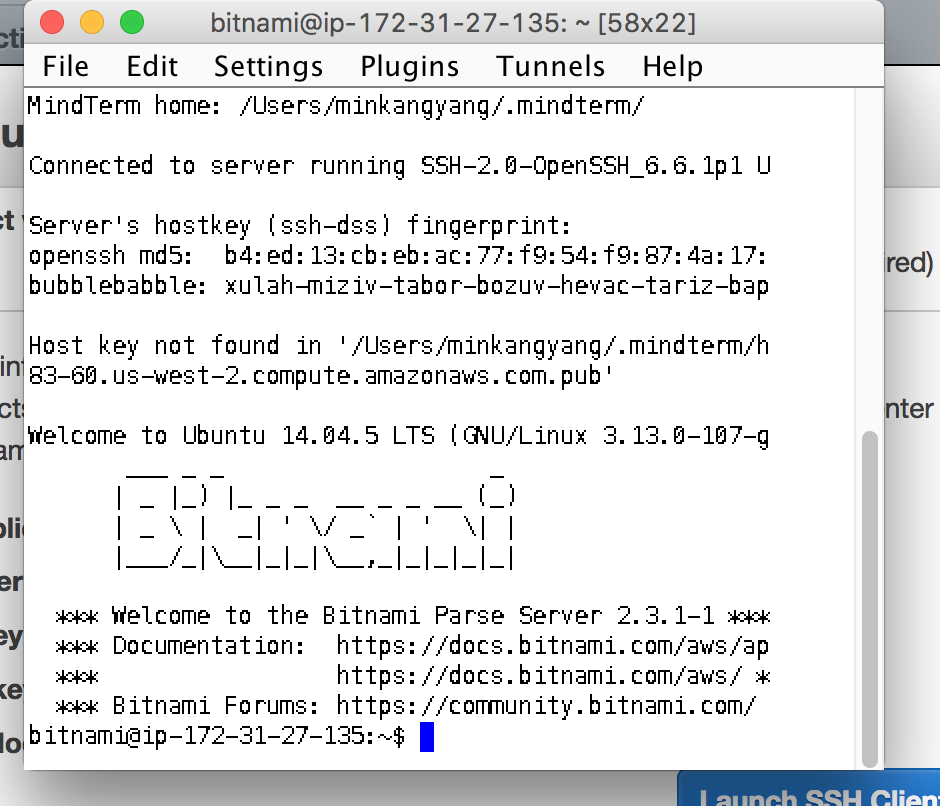 bitnami@ip-172-31-27-135: ~ [58x22]
File Edit Settings Plugins Tunnels Help
MindTerm home: /Users/minkangyang/.mindterm/
Connected to server running SSH-2.0-OpenSSH_6.6.1p1 U
Server's hostkey (ssh-dss) fingerprint:
openssh md5:  b4:ed:13:cb:eb:ac:77:f9:54:f9:87:4a:17:
bubblebabble: xulah-miziv-tabor-bozuv-hevac-tariz-bap
Host key not found in '/Users/minkangyang/.mindterm/h
83-60.us-west-2.compute.amazonaws.com.pub'
Welcome to Ubuntu 14.04.5 LTS (GNU/Linux 3.13.0-107-g
Bitnami
*** Welcome to the Bitnami Parse Server 2.3.1-1 ***
*** Documentation:  https://docs.bitnami.com/aws/ap
***                 https://docs.bitnami.com/aws/ *
*** Bitnami Forums: https://community.bitnami.com/
bitnami@ip-172-31-27-135:~$
Launch SSH Client